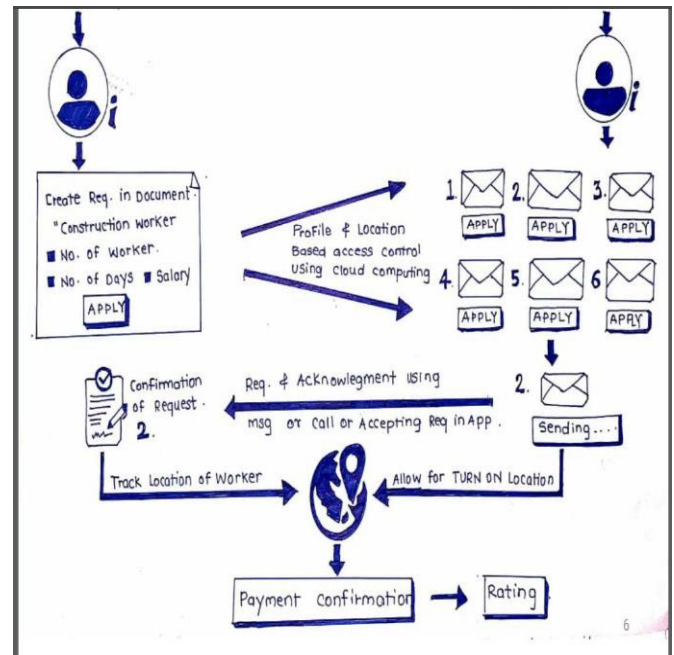 i
i
Create Req. in Document.
"Construction Worker
No. of Worker.
No. of Days Salary
APPLY
Profile & Location
Based access control
Using cloud computing
1. 2. 3.
APPLY APPLY APPLY
4. 5. 6
APPLY APPLY APPLY
Confirmation
of Request.
2.
Req. & Acknowlegment using
msg or Call or Accepting Req in App.
2.
Sending....
Track Location of Worker
Allow for TURN ON Location
Payment Confirmation
Rating
6